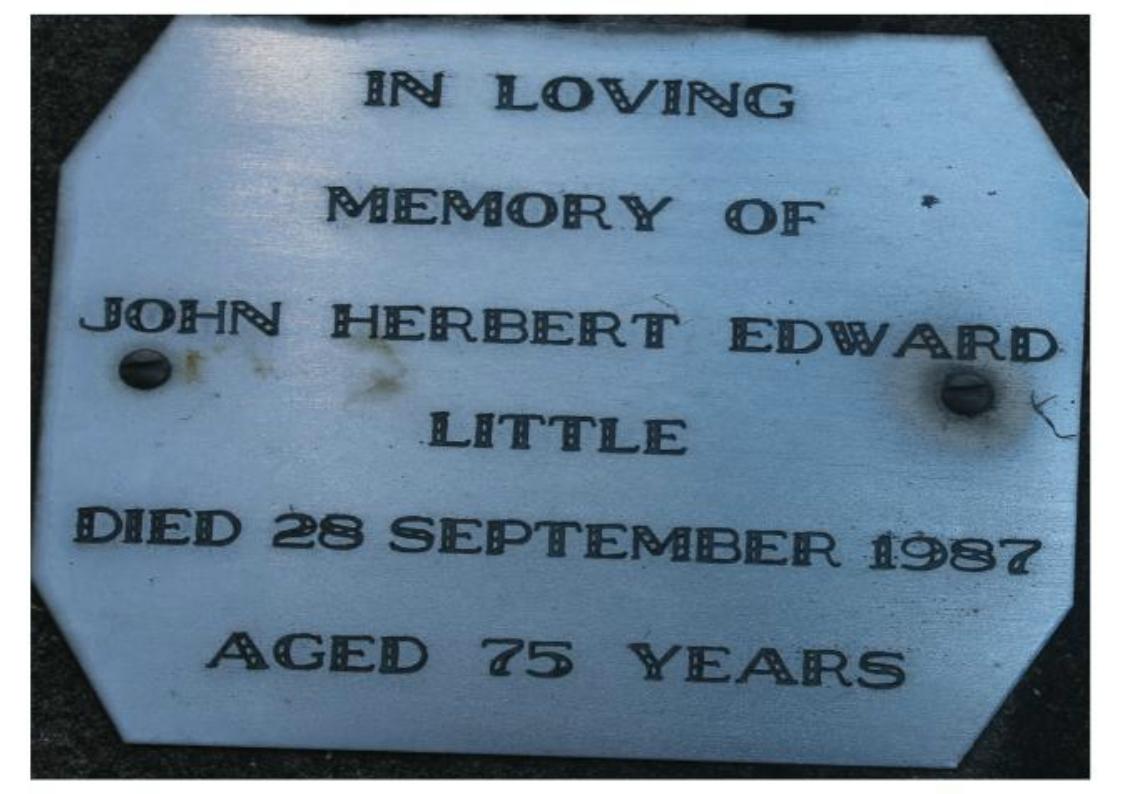 IN LOVING
MEMORY OF
JOHN HERBERT EDWARD
LITTLE
DIED 28 SEPTEMBER 1987
AGED 75 YEARS